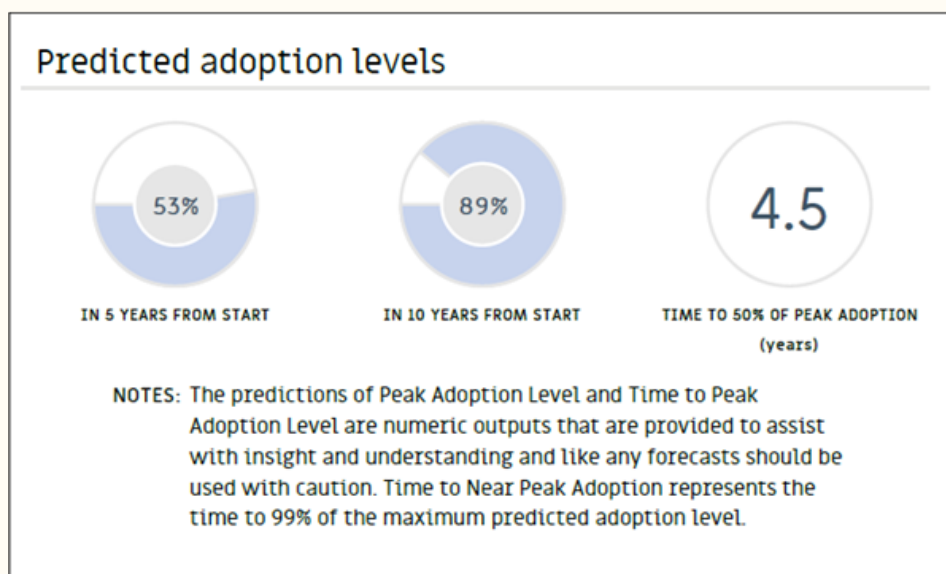 Predicted adoption levels
53%
89%
4.5
IN 5 YEARS FROM START
IN 10 YEARS FROM START
TIME TO 50% OF PEAK ADOPTION
(years)
NOTES: The predictions of Peak Adoption Level and Time to Peak
Adoption Level are numeric outputs that are provided to assist
with insight and understanding and like any forecasts should be
used with caution. Time to Near Peak Adoption represents the
time to 99% of the maximum predicted adoption level.